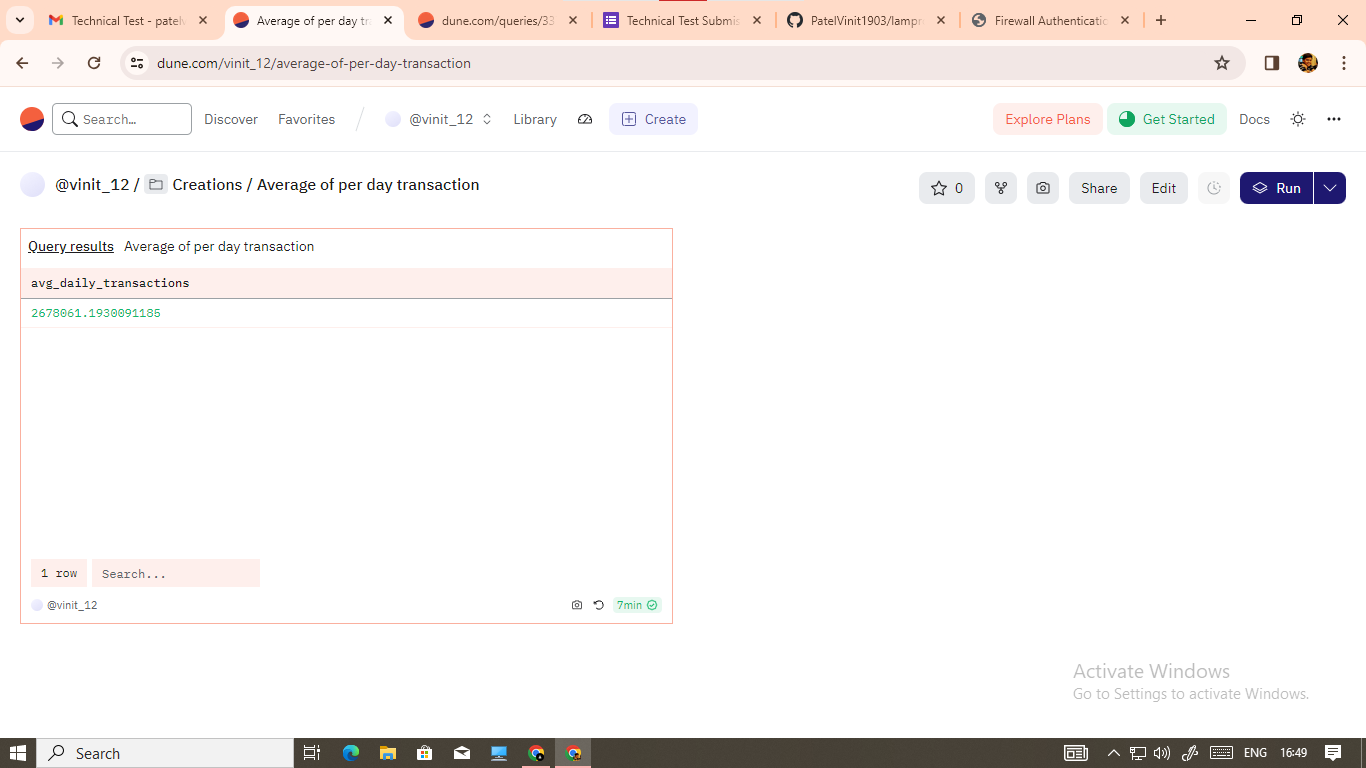 Technical Test - patelv
Average of per day tr
dune.com/queries/33
Technical Test Submis
PatelVinit1903/lampr
Firewall Authenticatio
dune.com/vinit_12/average-of-per-day-transaction
Search…
Discover
Favorites
@vinit_12
Library
Create
Explore Plans
Get Started
Docs
@vinit_12 / Creations / Average of per day transaction
0
Share
Edit
Run
Query results Average of per day transaction
avg_daily_transactions
2678061.1930091185
1 row
Search...
@vinit_12
7min
Activate Windows
Go to Settings to activate Windows.
Search
ENG
16:49